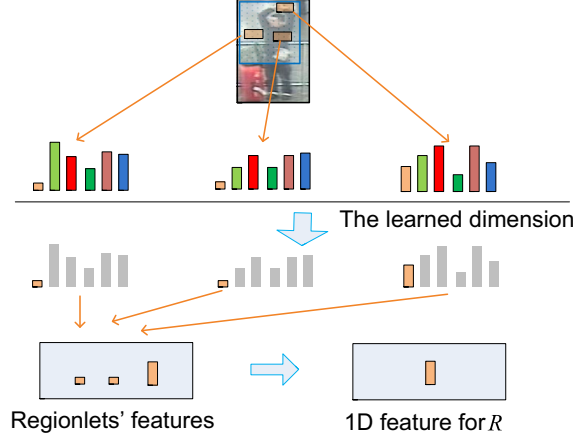 The learned dimension
Regionlets' features
1D feature for R